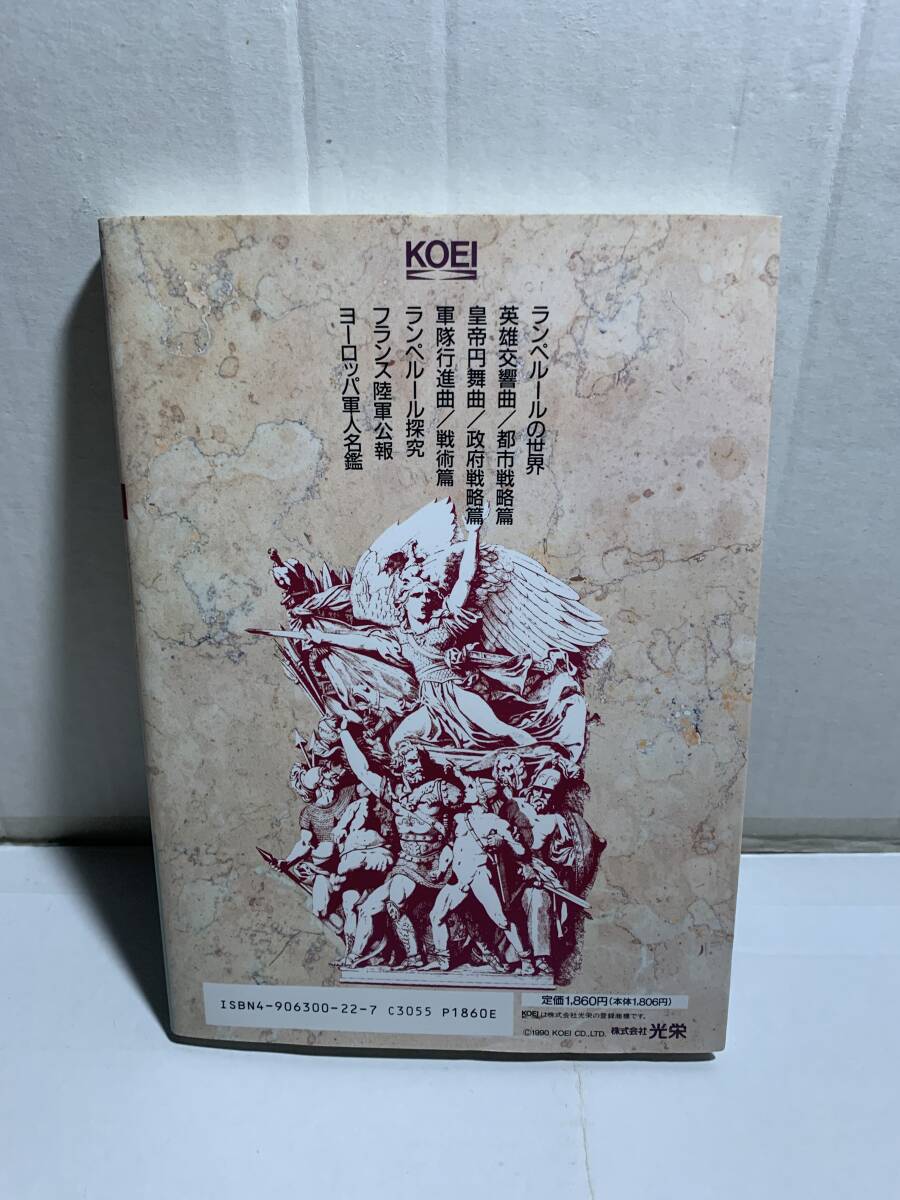 KOEI
ランペルールの世界
英雄交響曲／都市戦略篇
皇帝円舞曲／政府戦略篇
軍隊行進曲／戦術篇
ランペルール探究
フランス陸軍公報
ヨーロッパ軍人名鑑
ISBN4-906300-22-7 C3055 P1860E
定価1,860円(本体1,806円)
KOEIは株式会社光栄の登録商標です。
©1990 KOEI CO.,LTD. 株式会社 光栄